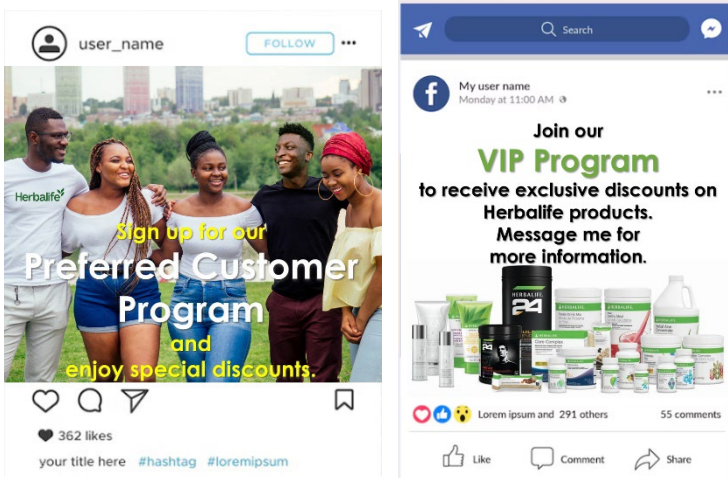 user_name
FOLLOW
Herbalife
Sign up for our
Preferred Customer
Program
and
enjoy special discounts.
362 likes
your title here #hashtag #loremipsum
Search
My user name
Monday at 11:00 AM
Join our
VIP Program
to receive exclusive discounts on
Herbalife products.
Message me for
more information.
HERBALIFE
24
Lorem ipsum and 291 others
55 comments
Like
Comment
Share